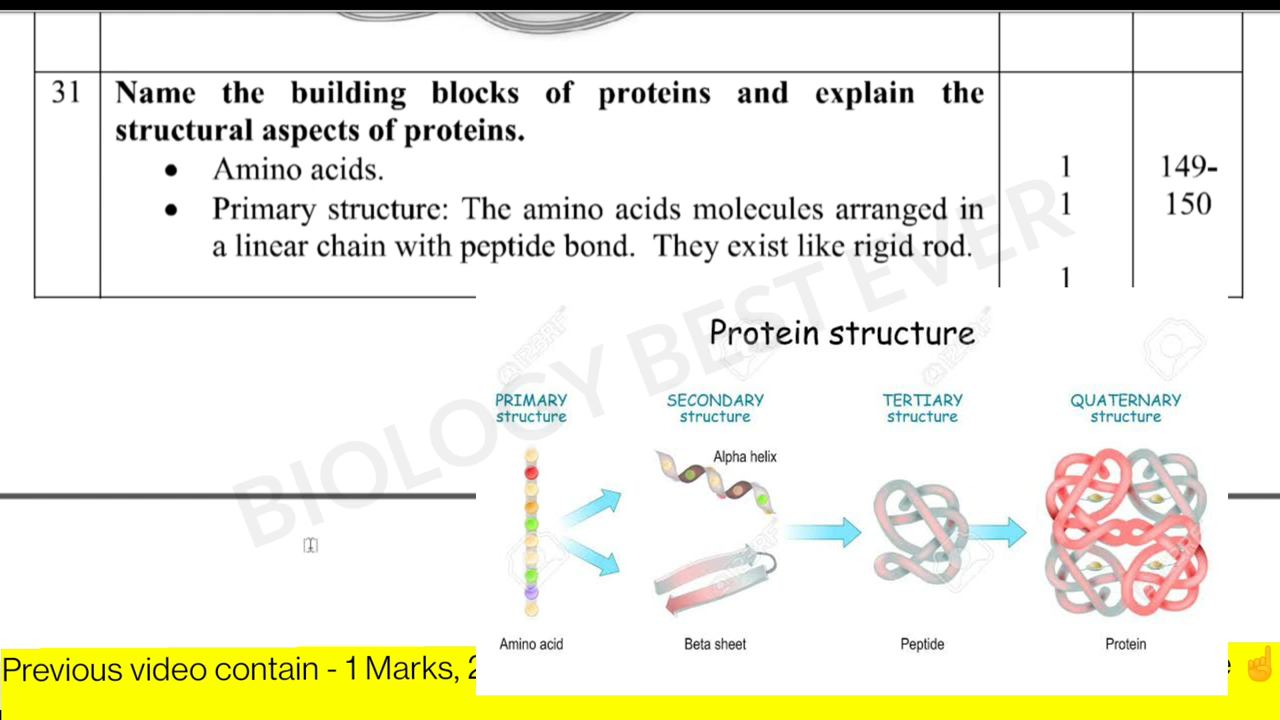 31
Name the building blocks of proteins and explain the
structural aspects of proteins.
• Amino acids.
1
149-
• Primary structure: The amino acids molecules arranged in
1
150
a linear chain with peptide bond. They exist like rigid rod.
1
BIOLOGY BEST EVER
Protein structure
PRIMARY
structure
SECONDARY
structure
TERTIARY
structure
QUATERNARY
structure
Alpha helix
Amino acid
Beta sheet
Peptide
Protein
123RF
123RF
123RF
Previous video contain - 1 Marks,